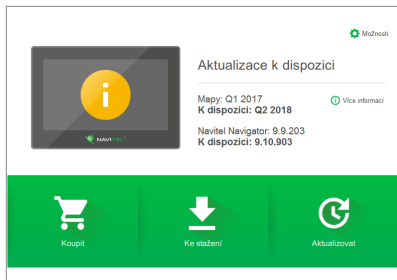 Možnosti
Aktualizace k dispozici
Mapy: Q1 2017
K dispozici: Q2 2018
Více informací
Navitel Navigator: 9.9.203
K dispozici: 9.10.903
NAVITEL
Koupit
Ke stažení
Aktualizovat